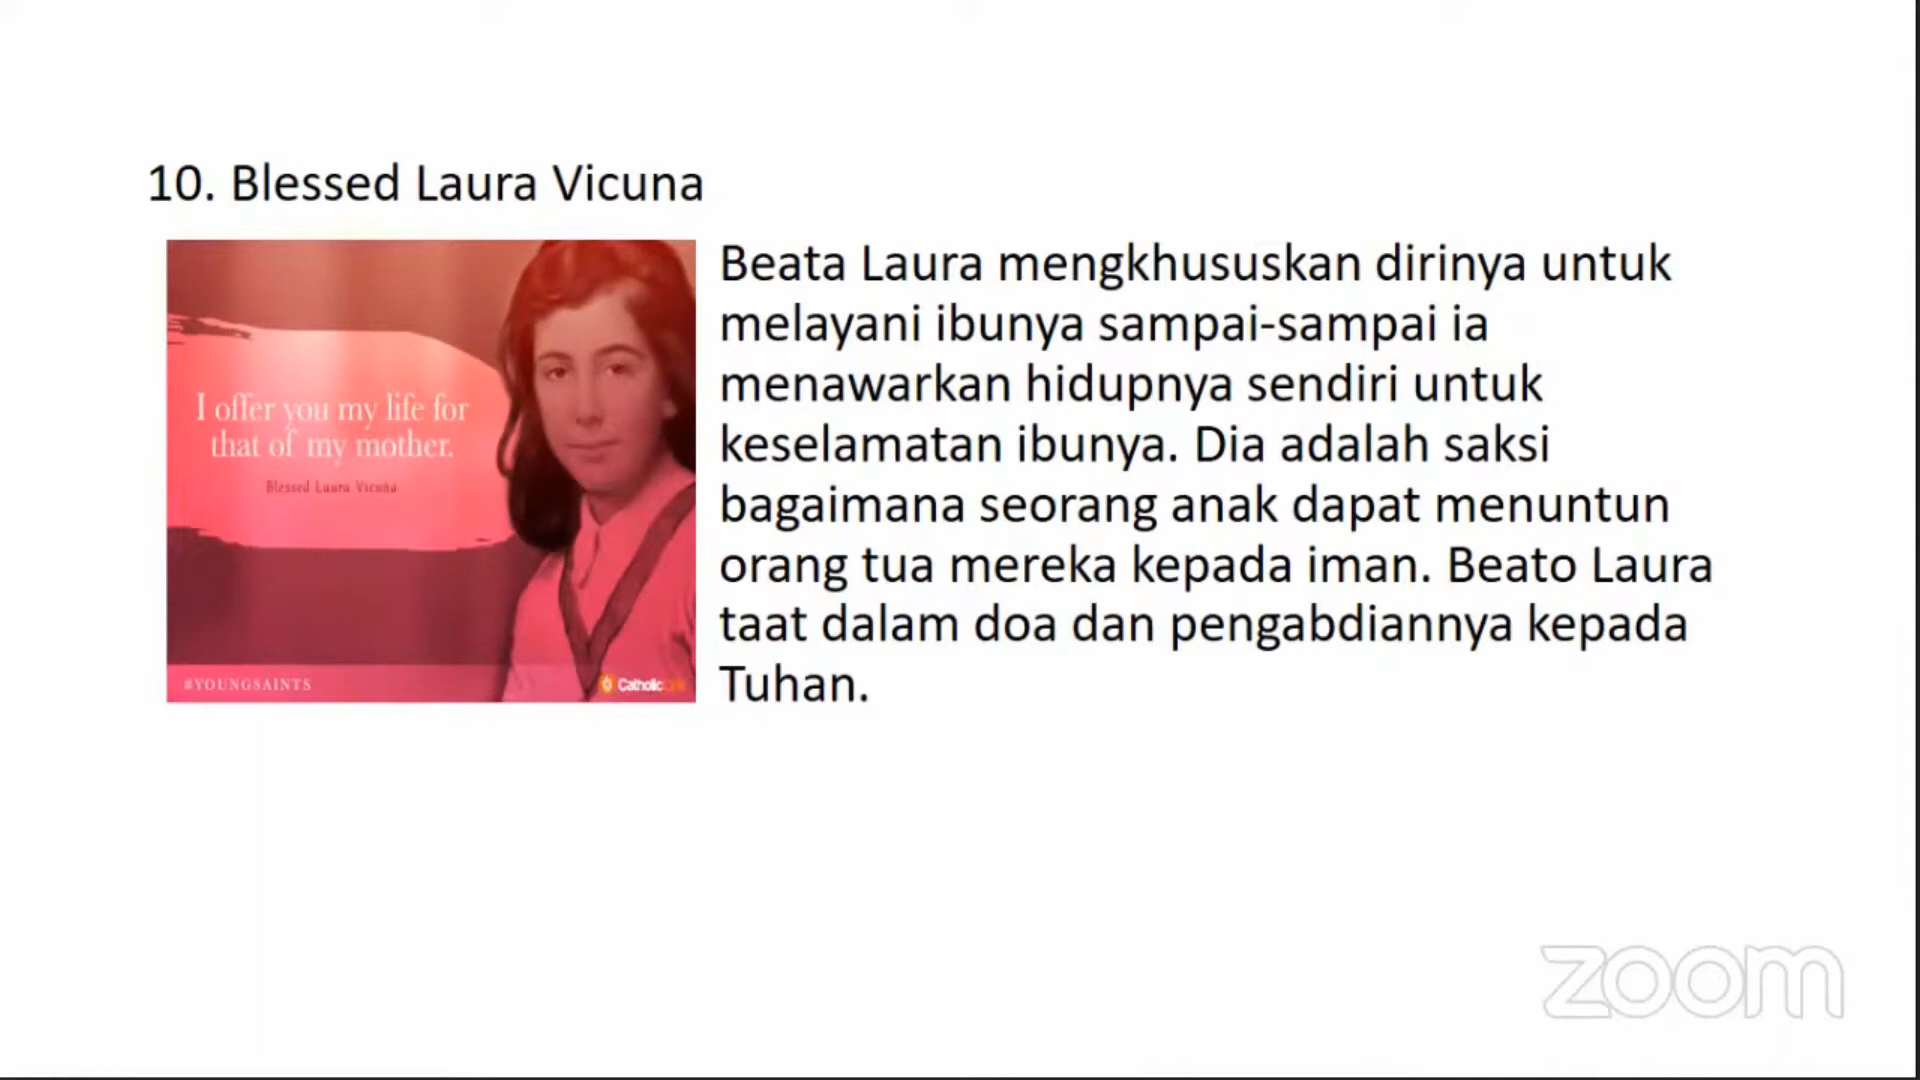 10. Blessed Laura Vicuna
I offer you my life for
that of my mother.
Blessed Laura Vicuña
#YOUNGSAINTS
Catholic
Beata Laura mengkhususkan dirinya untuk
melayani ibunya sampai-sampai ia
menawarkan hidupnya sendiri untuk
keselamatan ibunya. Dia adalah saksi
bagaimana seorang anak dapat menuntun
orang tua mereka kepada iman. Beato Laura
taat dalam doa dan pengabdiannya kepada
Tuhan.
zoom